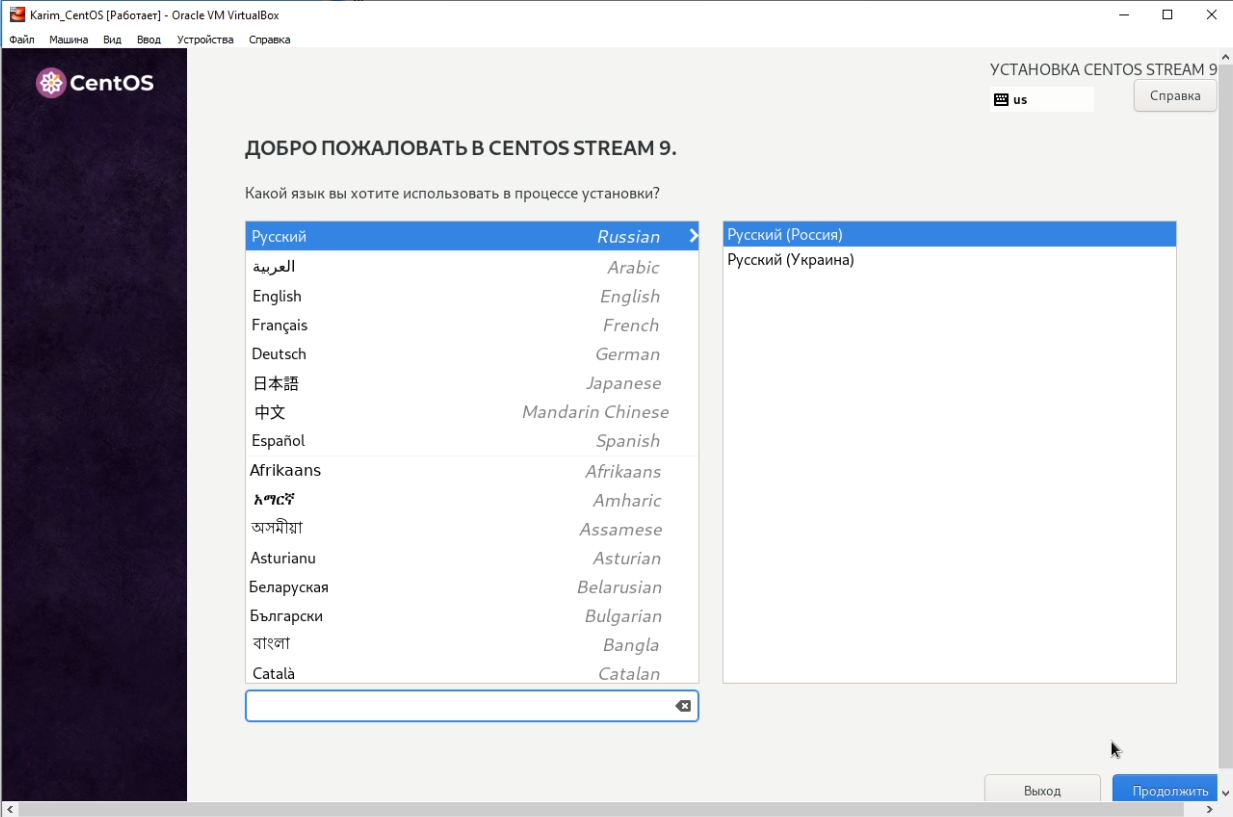 Karim_CentOS [Работает] - Oracle VM VirtualBox
Файл Машина Вид Ввод Устройства Справка
CentOS
УСТАНОВКА CENTOS STREAM 9
us
Справка
ДОБРО ПОЖАЛОВАТЬ В CENTOS STREAM 9.
Какой язык вы хотите использовать в процессе установки?
Русский Russian
العربية Arabic
English English
Français French
Deutsch German
日本語 Japanese
中文 Mandarin Chinese
Español Spanish
Afrikaans Afrikaans
አማርኛ Amharic
অসমীয়া Assamese
Asturianu Asturian
Беларуская Belarusian
Български Bulgarian
বাংলা Bangla
Català Catalan
Русский (Россия)
Русский (Украина)
Выход
Продолжить